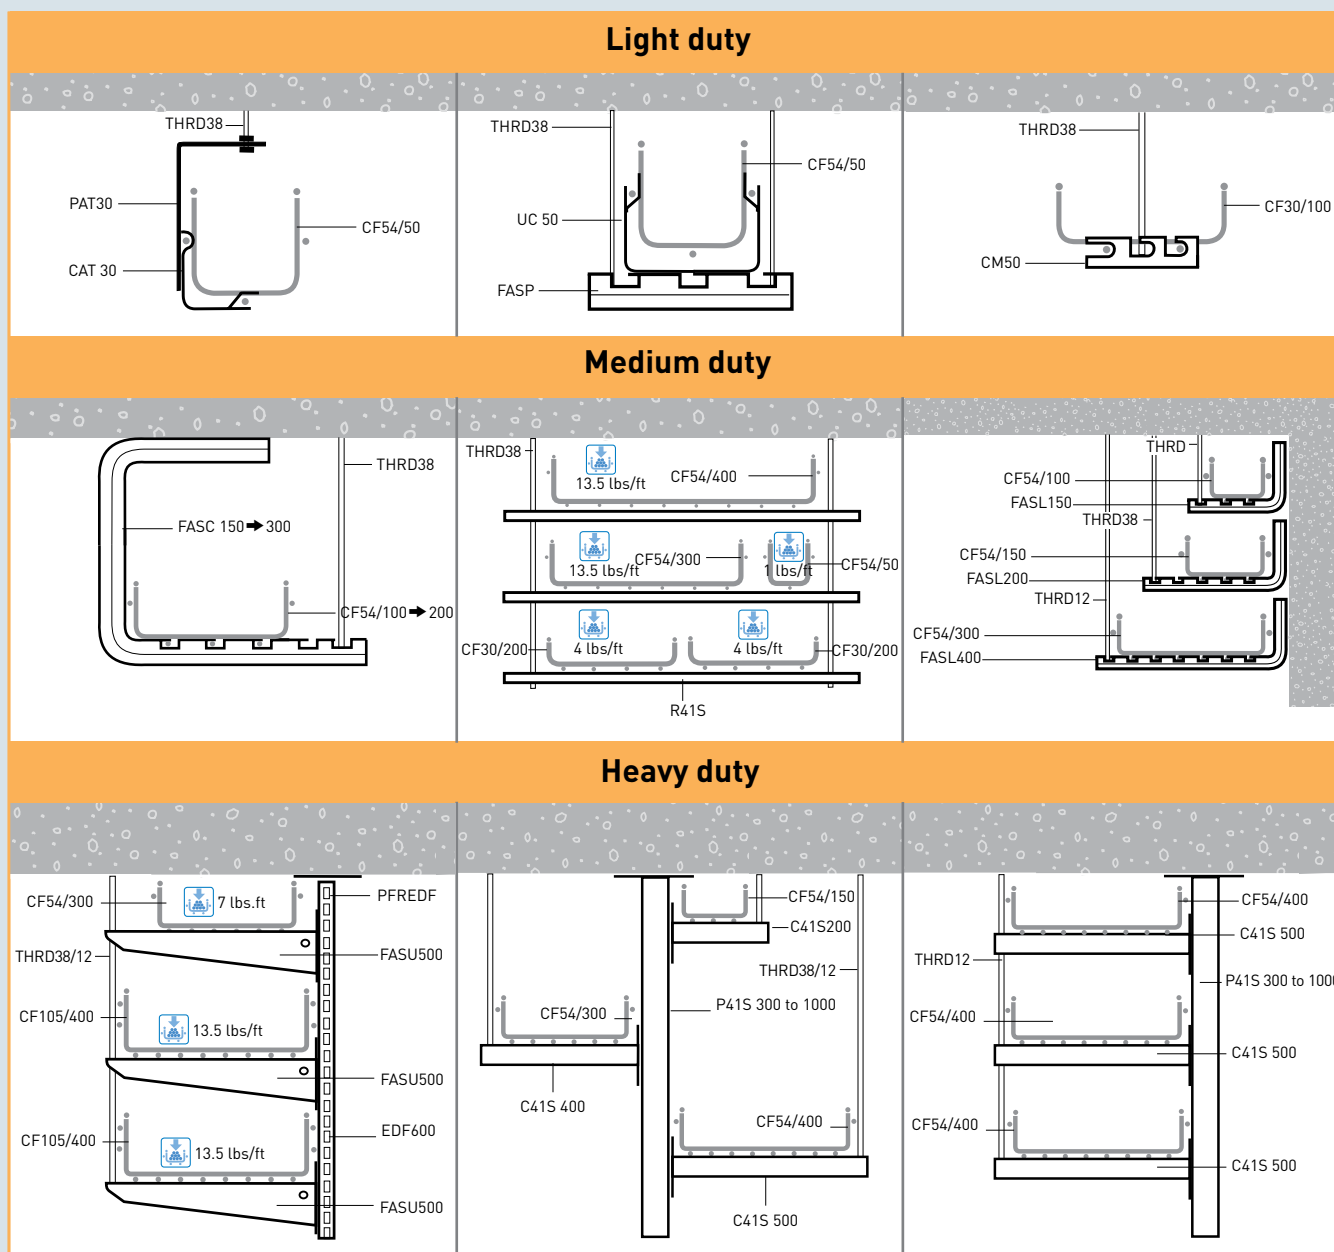 Light duty
THRD38
PAT30
CF54/50
CAT 30
THRD38
CF54/50
UC 50
FASP
THRD38
CF30/100
CM50
Medium duty
THRD38
FASC 150 ➡ 300
CF54/100 ➡ 200
THRD38
13.5 lbs/ft
CF54/400
13.5 lbs/ft
CF54/300
1 lbs/ft
CF54/50
CF30/200
4 lbs/ft
4 lbs/ft
CF30/200
R41S
THRD
CF54/100
FASL150
THRD38
CF54/150
FASL200
THRD12
CF54/300
FASL400
Heavy duty
CF54/300
7 lbs.ft
PFREDF
THRD38/12
FASU500
CF105/400
13.5 lbs/ft
FASU500
EDF600
CF105/400
13.5 lbs/ft
FASU500
CF54/150
C41S200
THRD38/12
P41S 300 to 1000
CF54/300
C41S 400
CF54/400
C41S 500
CF54/400
C41S 500
THRD12
P41S 300 to 1000
CF54/400
C41S 500
CF54/400
C41S 500